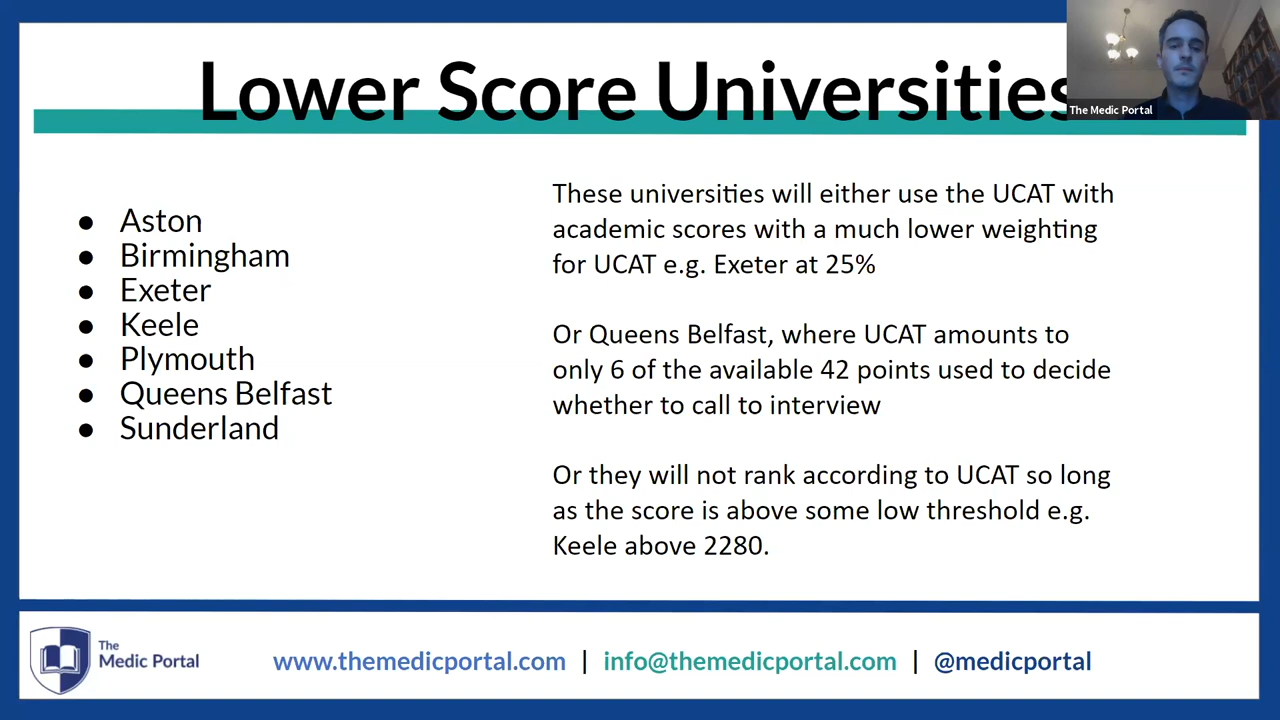 Lower Score Universities
The Medic Portal
● Aston
● Birmingham
● Exeter
● Keele
● Plymouth
● Queens Belfast
● Sunderland
These universities will either use the UCAT with
academic scores with a much lower weighting
for UCAT e.g. Exeter at 25%
Or Queens Belfast, where UCAT amounts to
only 6 of the available 42 points used to decide
whether to call to interview
Or they will not rank according to UCAT so long
as the score is above some low threshold e.g.
Keele above 2280.
The
Medic Portal
www.themedicportal.com | info@themedicportal.com | @medicportal